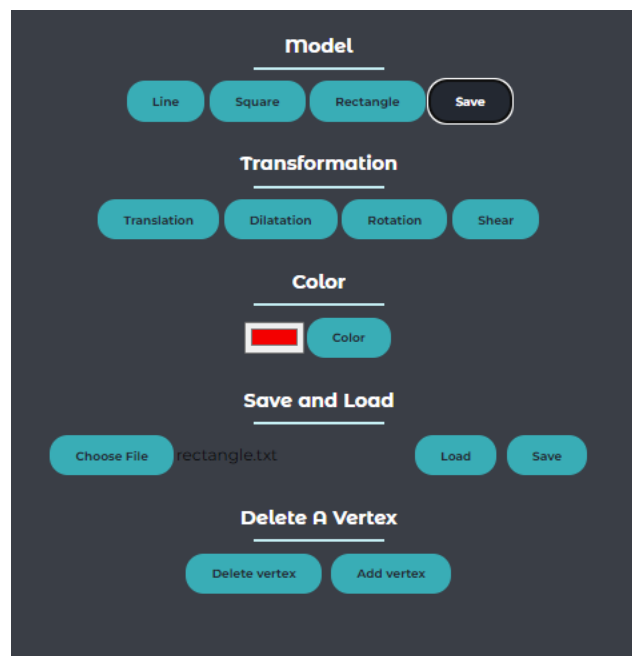 Model
Line Square Rectangle Save
Transformation
Translation Dilatation Rotation Shear
Color
Color
Save and Load
Choose File rectangle.txt Load Save
Delete A Vertex
Delete vertex Add vertex